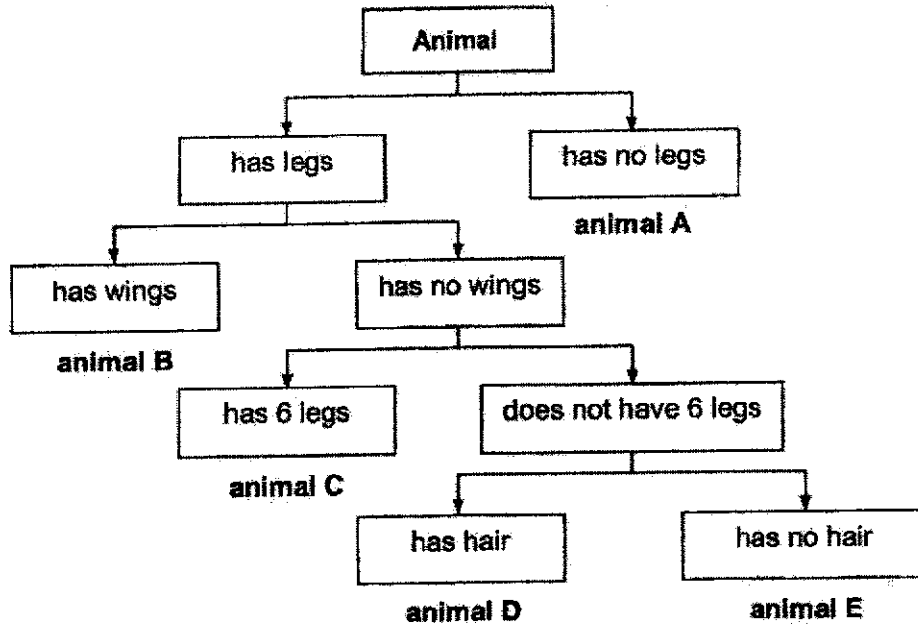 Animal
has legs
has no legs
animal A
has wings
has no wings
animal B
has 6 legs
does not have 6 legs
animal C
has hair
has no hair
animal D
animal E